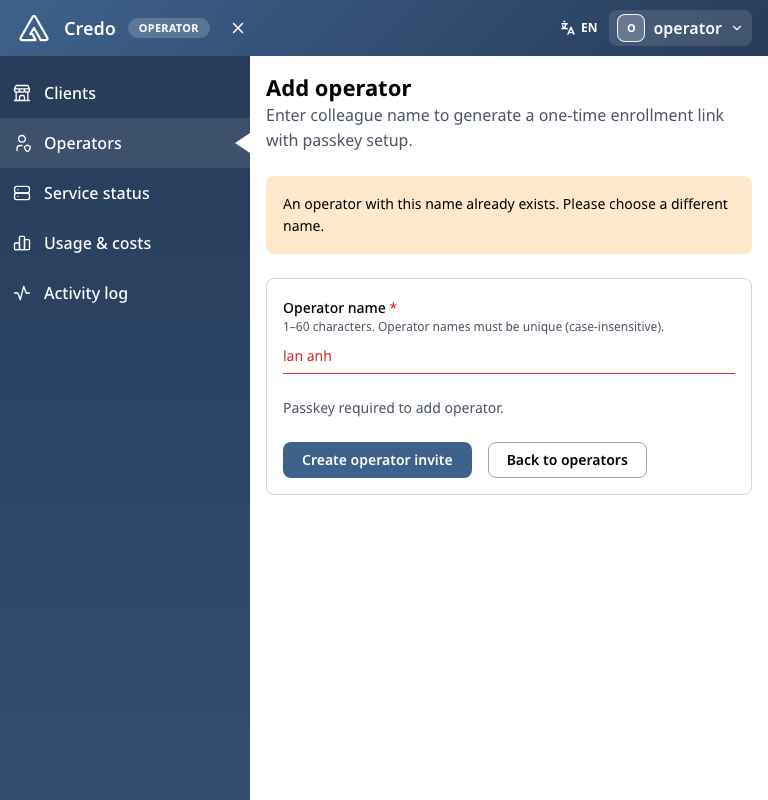 Credo
OPERATOR
EN
O
operator
Clients
Operators
Service status
Usage & costs
Activity log
Add operator
Enter colleague name to generate a one-time enrollment link
with passkey setup.
An operator with this name already exists. Please choose a different
name.
Operator name *
1–60 characters. Operator names must be unique (case-insensitive).
lan anh
Passkey required to add operator.
Create operator invite
Back to operators